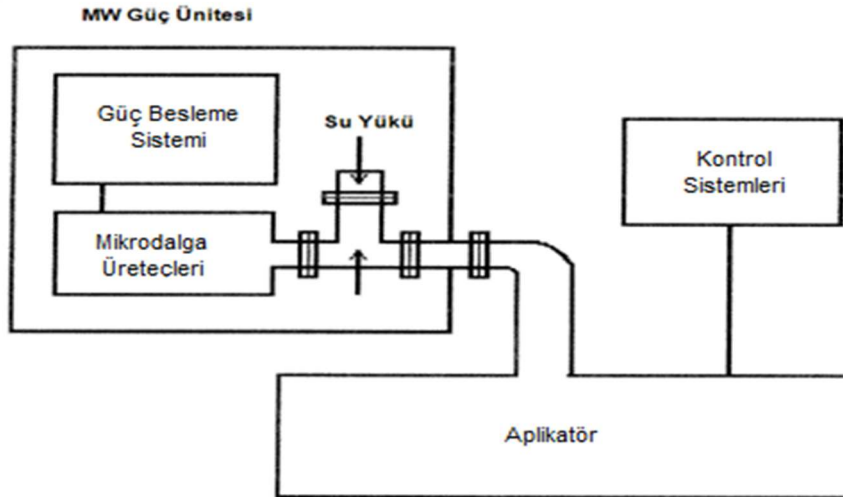 MW Güç Ünitesi
Güç Besleme
Sistemi
Su Yükü
Mikrodalga
Üreteçleri
Kontrol
Sistemleri
Aplikatör